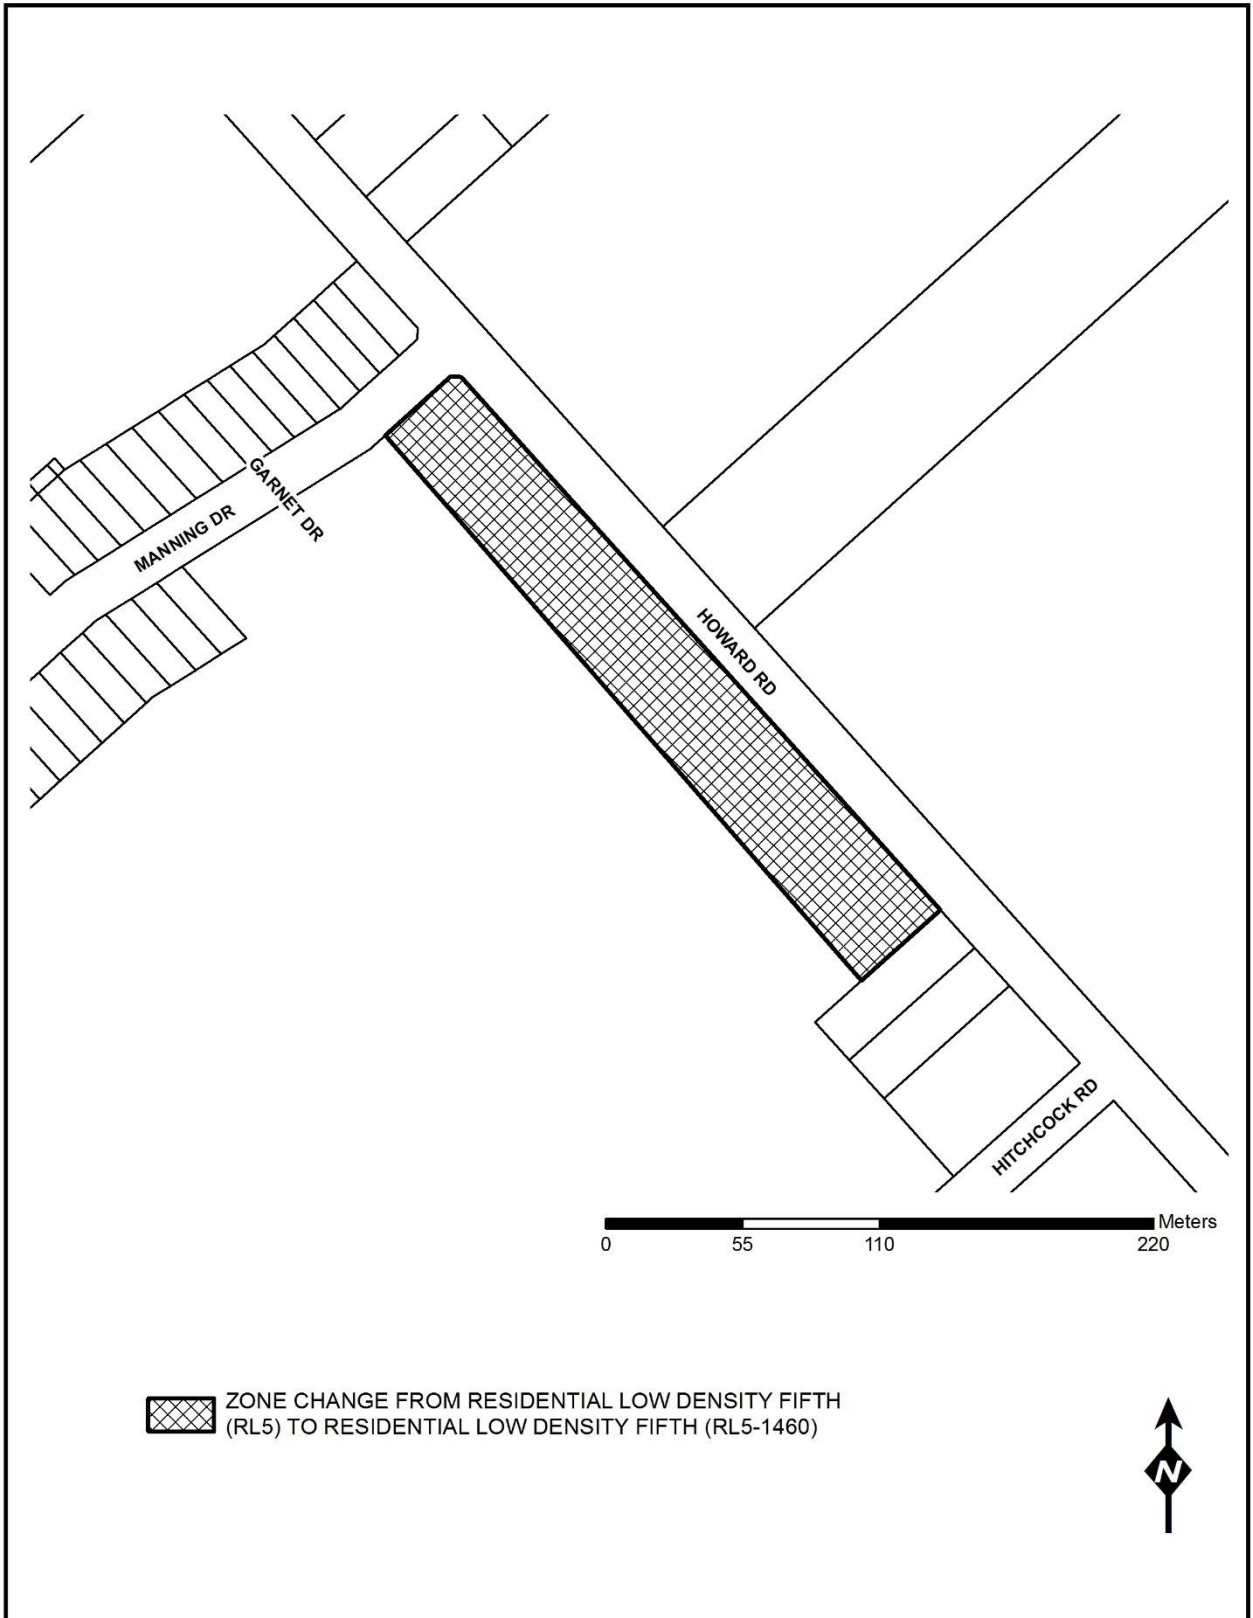 GARNET DR
MANNING DR
HOWARD RD
HITCHCOCK RD
Meters
0 55 110 220
ZONE CHANGE FROM RESIDENTIAL LOW DENSITY FIFTH
(RL5) TO RESIDENTIAL LOW DENSITY FIFTH (RL5-1460)
N